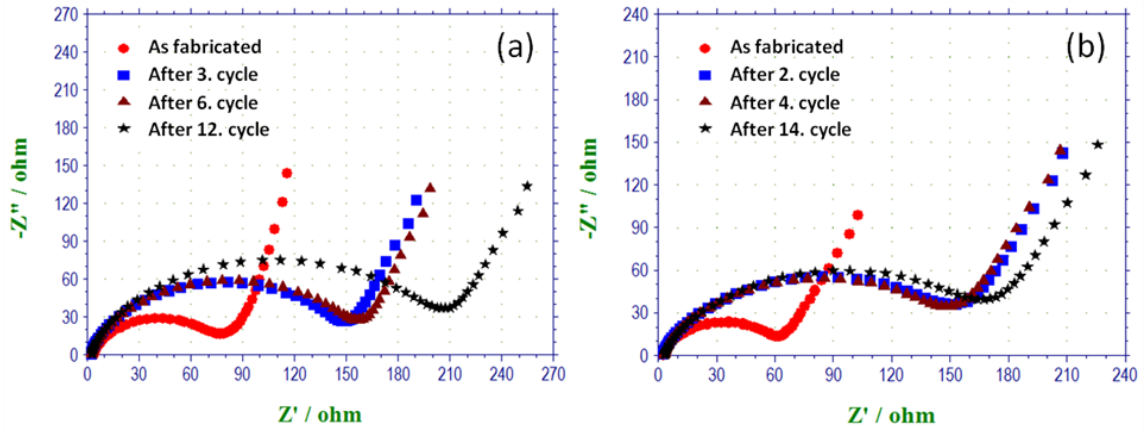 (a)
As fabricated
After 3. cycle
After 6. cycle
After 12. cycle
-Z" / ohm
270
240
210
180
150
120
90
60
30
0
0 30 60 90 120 150 180 210 240 270
Z' / ohm
(b)
As fabricated
After 2. cycle
After 4. cycle
After 14. cycle
-Z" / ohm
240
210
180
150
120
90
60
30
0
0 30 60 90 120 150 180 210 240
Z' / ohm